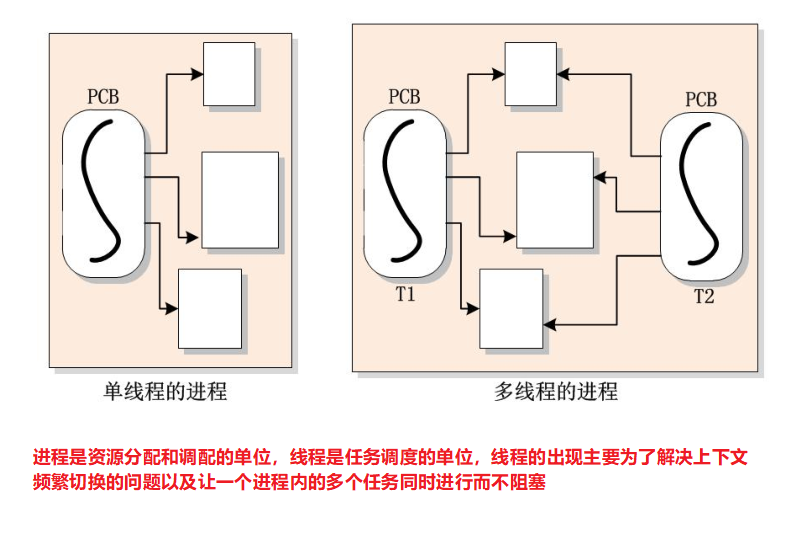 PCB
PCB
PCB
T1
T2
单线程的进程
多线程的进程
进程是资源分配和调配的单位，线程是任务调度的单位，线程的出现主要为了解决上下文
频繁切换的问题以及让一个进程内的多个任务同时进行而不阻塞